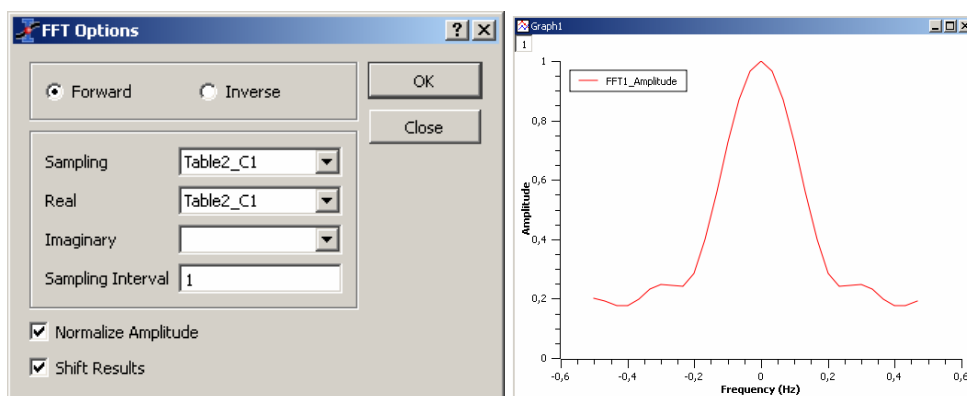 FFT Options
Forward
Inverse
OK
Close
Sampling
Table2_C1
Real
Table2_C1
Imaginary
Sampling Interval
1
Normalize Amplitude
Shift Results
Graph1
1
FFT1_Amplitude
1
0,8
0,6
0,4
0,2
0
Amplitude
-0,6
-0,4
-0,2
0
0,2
0,4
0,6
Frequency (Hz)